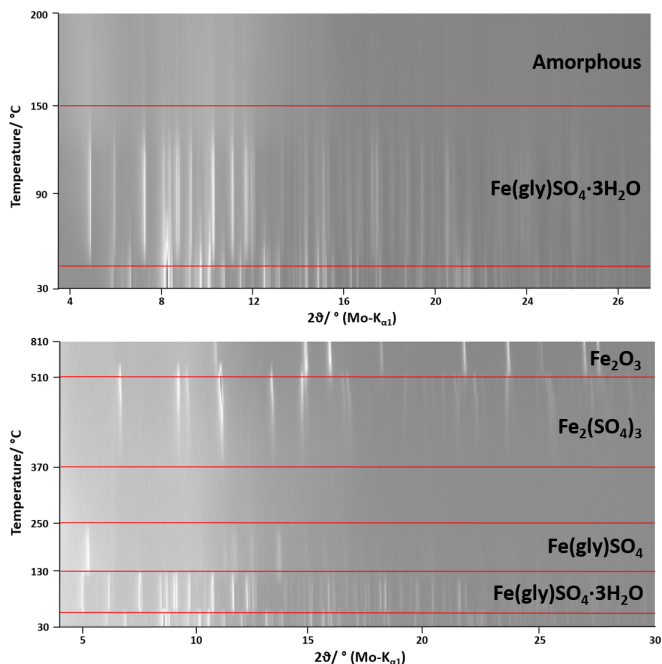 200
Amorphous
150
Temperature/ °C
90
Fe(gly)SO₄·3H₂O
30
4 8 12 16 20 24 26
2ϑ/ ° (Mo-Kα1)
810
Fe₂O₃
510
Fe₂(SO₄)₃
Temperature/ °C
370
250
Fe(gly)SO₄
130
Fe(gly)SO₄·3H₂O
30
5 10 15 20 25 30
2ϑ/ ° (Mo-Kα1)